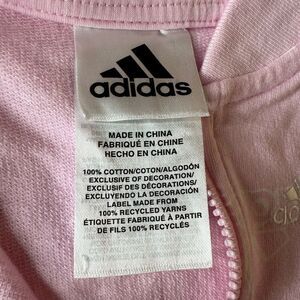 adidas
MADE IN CHINA
FABRIQUÉ EN CHINE
HECHO EN CHINA
100% COTTON/COTON/ALGODÓN
EXCLUSIVE OF DECORATION/
EXCLUSIF DES DÉCORATIONS/
EXCLUYENDO LA DECORACIÓN
LABEL MADE FROM
100% RECYCLED YARNS
ÉTIQUETTE FABRIQUÉ À PARTIR
DE FILS 100% RECYCLÉS